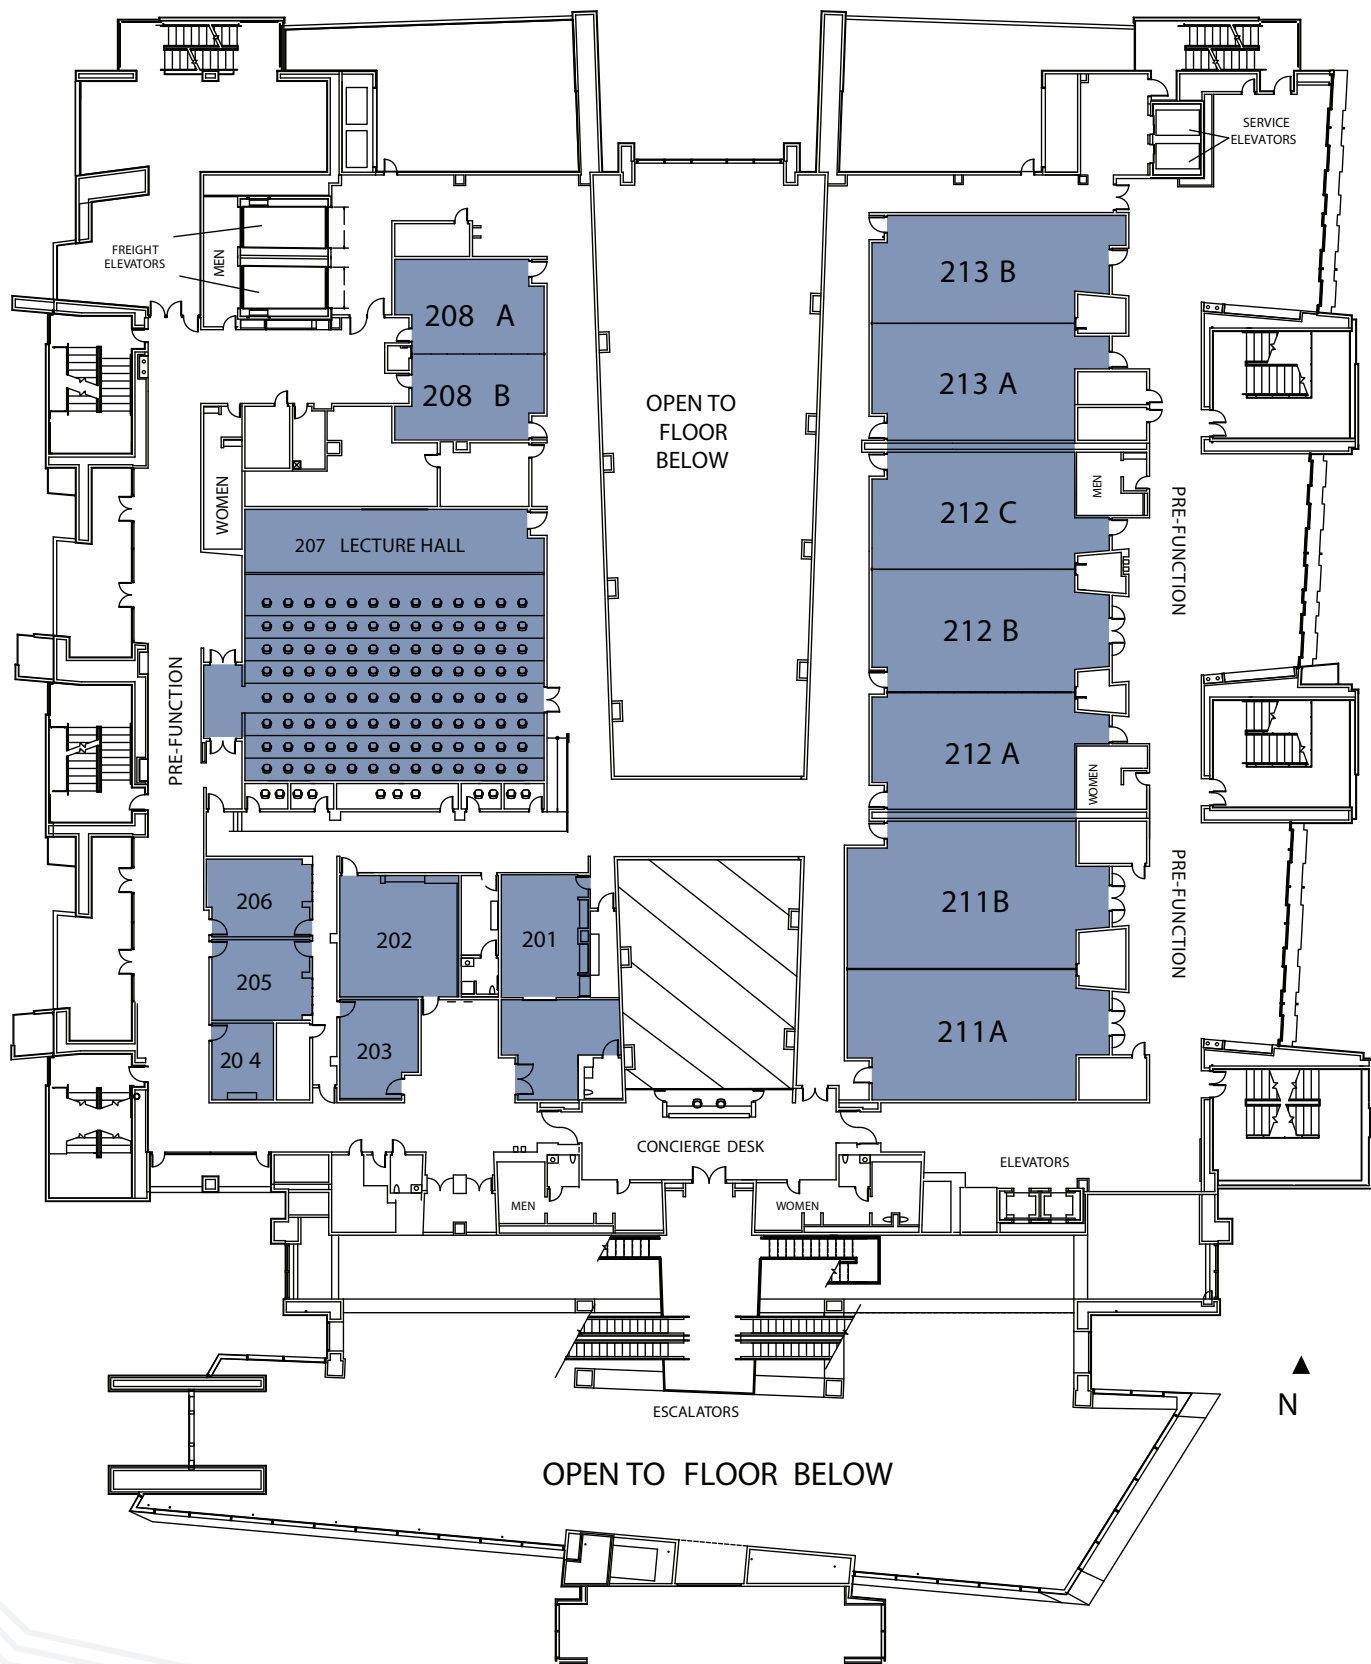 SERVICE
ELEVATORS
FREIGHT
ELEVATORS
MEN
213 B
208 A
213 A
208 B
OPEN TO
FLOOR
BELOW
WOMEN
212 C
MEN
PRE-FUNCTION
207 LECTURE HALL
212 B
PRE-FUNCTION
212 A
WOMEN
206
202
201
211B
PRE-FUNCTION
205
20 4
203
211A
CONCIERGE DESK
ELEVATORS
MEN
WOMEN
ESCALATORS
N
OPEN TO FLOOR BELOW